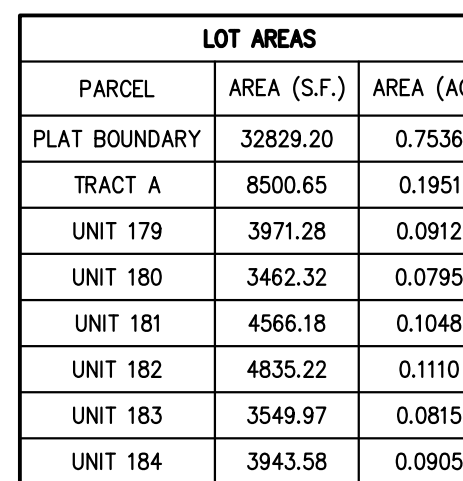 LOT AREAS
PARCEL AREA (S.F.) AREA (AC
PLAT BOUNDARY 32829.20 0.7536
TRACT A 8500.65 0.1951
UNIT 179 3971.28 0.0912
UNIT 180 3462.32 0.0795
UNIT 181 4566.18 0.1048
UNIT 182 4835.22 0.1110
UNIT 183 3549.97 0.0815
UNIT 184 3943.58 0.0905